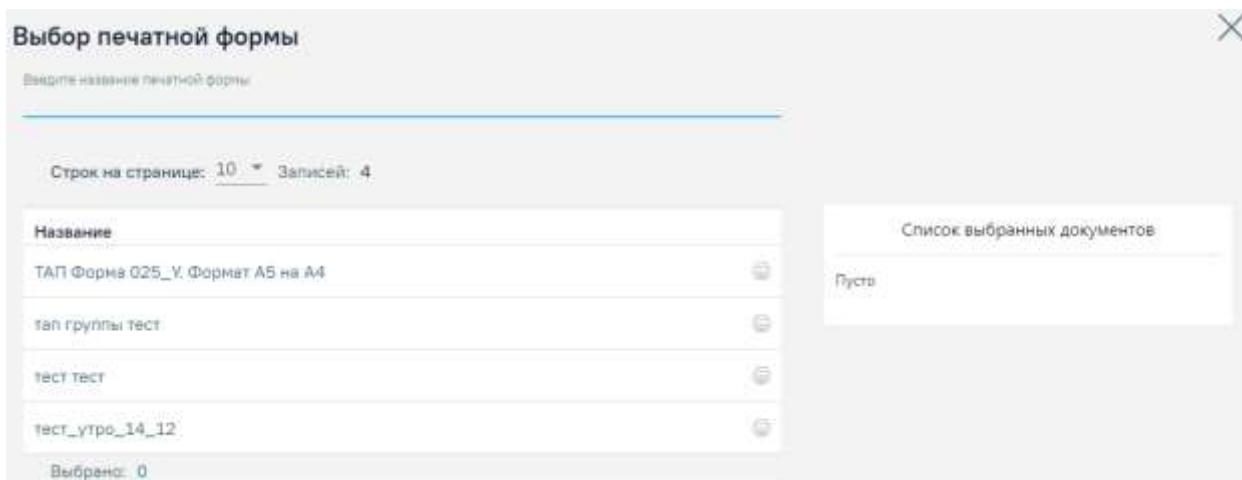 Выбор печатной формы
Введите название печатной формы
Строк на странице: 10 Записей: 4
Название
ТАП Форма 025_У. Формат А5 на А4
тап группы тест
тест тест
тест_утро_14_12
Выбрано: 0
Список выбранных документов
Пусто